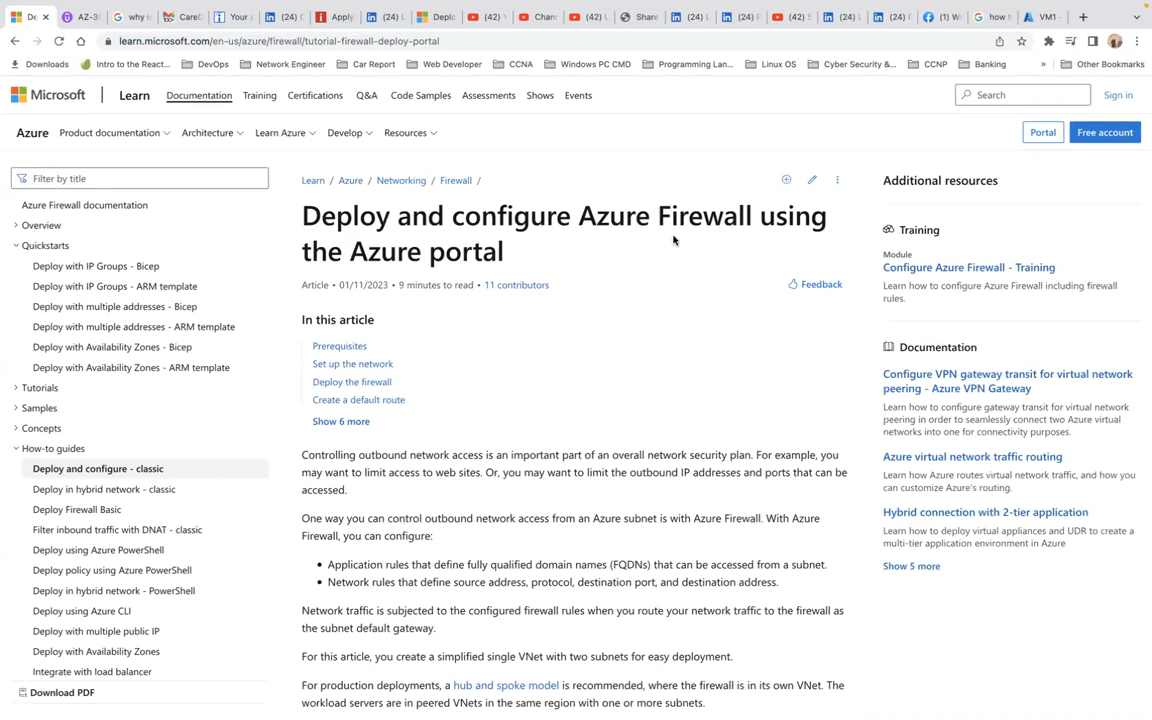 De
AZ-30
why is
CareD
Your a
(24) C
Apply
(24) L
Deplo
(42) Y
Chan
(42) L
Share
(24) L
(24) P
(42) S
(24) L
(24) F
(1) W
how t
VM1 -
learn.microsoft.com/en-us/azure/firewall/tutorial-firewall-deploy-portal
Downloads
Intro to the React...
DevOps
Network Engineer
Car Report
Web Developer
CCNA
Windows PC CMD
Programming Lan...
Linux OS
Cyber Security &...
CCNP
Banking
»
Other Bookmarks
Microsoft
Learn
Documentation
Training
Certifications
Q&A
Code Samples
Assessments
Shows
Events
Search
Sign in
Azure
Product documentation
Architecture
Learn Azure
Develop
Resources
Portal
Free account
Filter by title
Azure Firewall documentation
Overview
Quickstarts
Deploy with IP Groups - Bicep
Deploy with IP Groups - ARM template
Deploy with multiple addresses - Bicep
Deploy with multiple addresses - ARM template
Deploy with Availability Zones - Bicep
Deploy with Availability Zones - ARM template
Tutorials
Samples
Concepts
How-to guides
Deploy and configure - classic
Deploy in hybrid network - classic
Deploy Firewall Basic
Filter inbound traffic with DNAT - classic
Deploy using Azure PowerShell
Deploy policy using Azure PowerShell
Deploy in hybrid network - PowerShell
Deploy using Azure CLI
Deploy with multiple public IP
Deploy with Availability Zones
Integrate with load balancer
Download PDF
Learn / Azure / Networking / Firewall /
Deploy and configure Azure Firewall using
the Azure portal
Article • 01/11/2023 • 9 minutes to read • 11 contributors
Feedback
In this article
Prerequisites
Set up the network
Deploy the firewall
Create a default route
Show 6 more
Controlling outbound network access is an important part of an overall network security plan. For example, you
may want to limit access to web sites. Or, you may want to limit the outbound IP addresses and ports that can be
accessed.
One way you can control outbound network access from an Azure subnet is with Azure Firewall. With Azure
Firewall, you can configure:
• Application rules that define fully qualified domain names (FQDNs) that can be accessed from a subnet.
• Network rules that define source address, protocol, destination port, and destination address.
Network traffic is subjected to the configured firewall rules when you route your network traffic to the firewall as
the subnet default gateway.
For this article, you create a simplified single VNet with two subnets for easy deployment.
For production deployments, a hub and spoke model is recommended, where the firewall is in its own VNet. The
workload servers are in peered VNets in the same region with one or more subnets.
Additional resources
Training
Module
Configure Azure Firewall - Training
Learn how to configure Azure Firewall including firewall
rules.
Documentation
Configure VPN gateway transit for virtual network
peering - Azure VPN Gateway
Learn how to configure gateway transit for virtual network
peering in order to seamlessly connect two Azure virtual
networks into one for connectivity purposes.
Azure virtual network traffic routing
Learn how Azure routes virtual network traffic, and how you
can customize Azure's routing.
Hybrid connection with 2-tier application
Learn how to deploy virtual appliances and UDR to create a
multi-tier application environment in Azure
Show 5 more